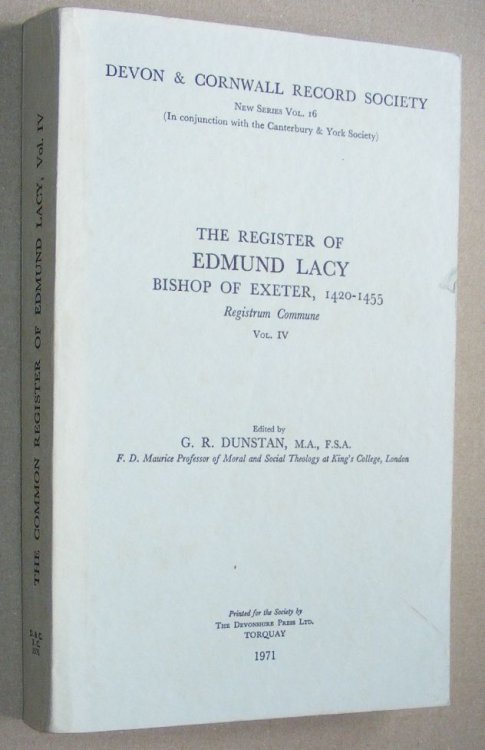 DEVON & CORNWALL RECORD SOCIETY
NEW SERIES VOL. 16
(In conjunction with the Canterbury & York Society)
THE REGISTER OF
EDMUND LACY
BISHOP OF EXETER, 1420-1455
Registrum Commune
VOL. IV
Edited by
G. R. DUNSTAN, M.A., F.S.A.
F. D. Maurice Professor of Moral and Social Theology at King's College, London
Printed for the Society by
THE DEVONSHIRE PRESS LTD.
TORQUAY
1971
THE COMMON REGISTER OF EDMUND LACY, Vol. IV